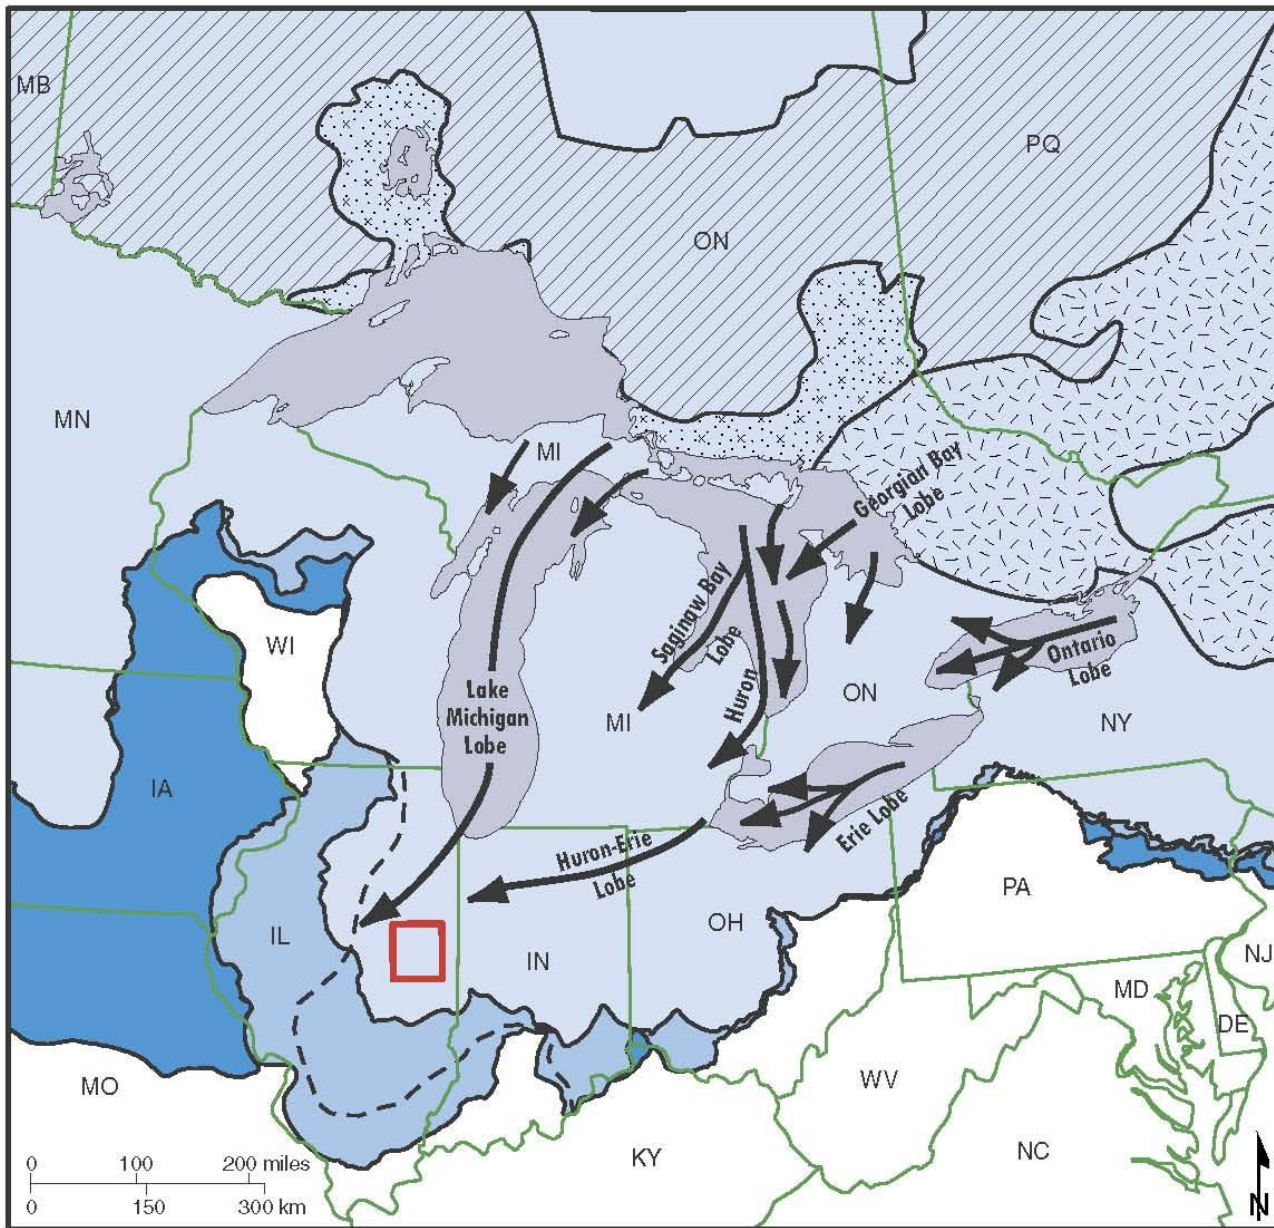 MB
PQ
ON
MN
MI
Georgian Bay
Lobe
WI
Saginaw Bay
Lobe
Ontario
Lobe
Lake
Michigan
Lobe
Huron
MI
ON
NY
IA
Erie Lobe
Huron-Erie
Lobe
PA
IL
IN
OH
NJ
MD
DE
MO
WV
KY
NC
0 100 200 miles
0 150 300 km
N